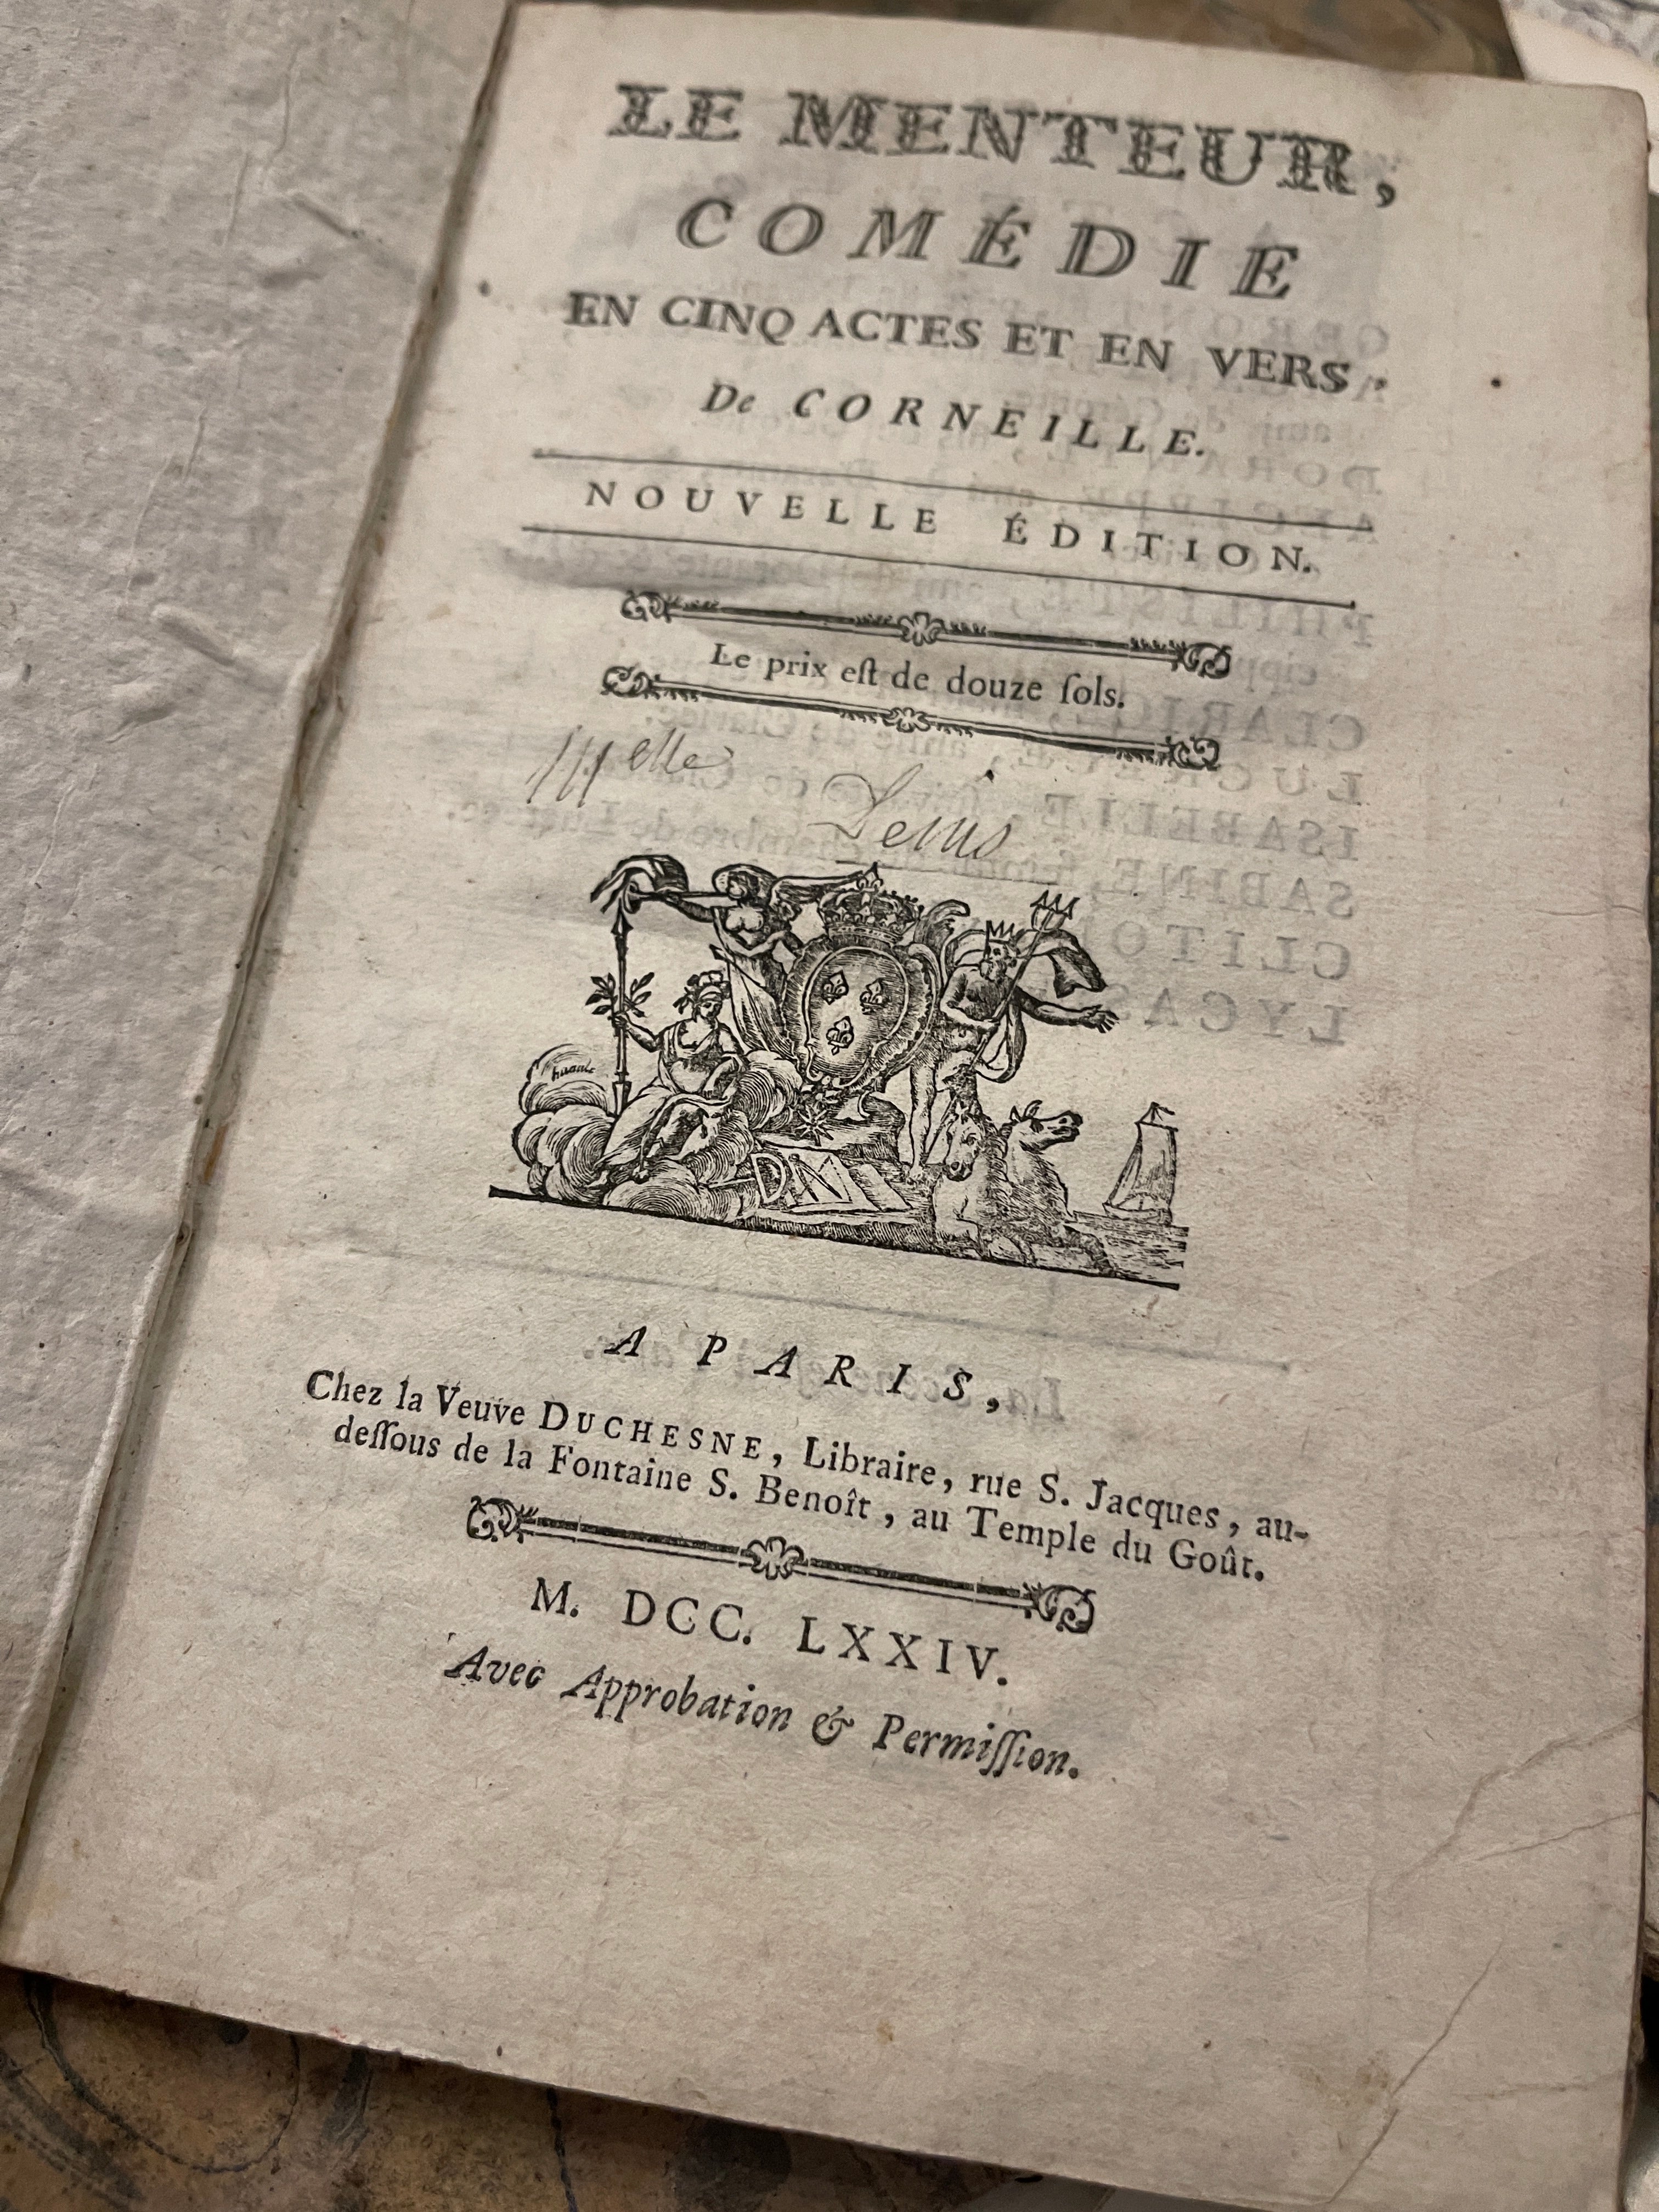 LE MENTEUR,
COMÉDIE
EN CINQ ACTES ET EN VERS,
De CORNEILLE.
NOUVELLE ÉDITION.
Le prix eſt de douze ſols.
Melle Denis
DM
A PARIS,
Chez la Veuve DUCHESNE, Libraire, rue S. Jacques, au-
deſſous de la Fontaine S. Benoît, au Temple du Goût.
M. DCC. LXXIV.
Avec Approbation & Permiſſion.